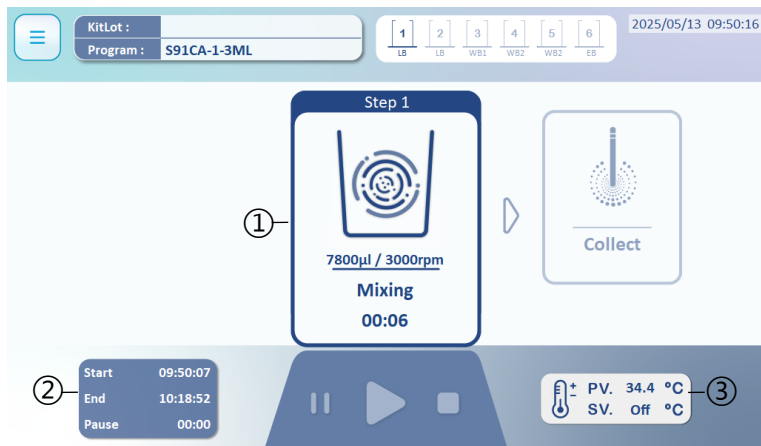 KitLot :
Program : S91CA-1-3ML
1 2 3 4 5 6
LB LB WB1 WB2 WB2 EB
2025/05/13 09:50:16
Step 1
7800µl / 3000rpm
Mixing
00:06
Collect
①
Start 09:50:07
End 10:18:52
Pause 00:00
②
PV. 34.4 °C
SV. Off °C
③